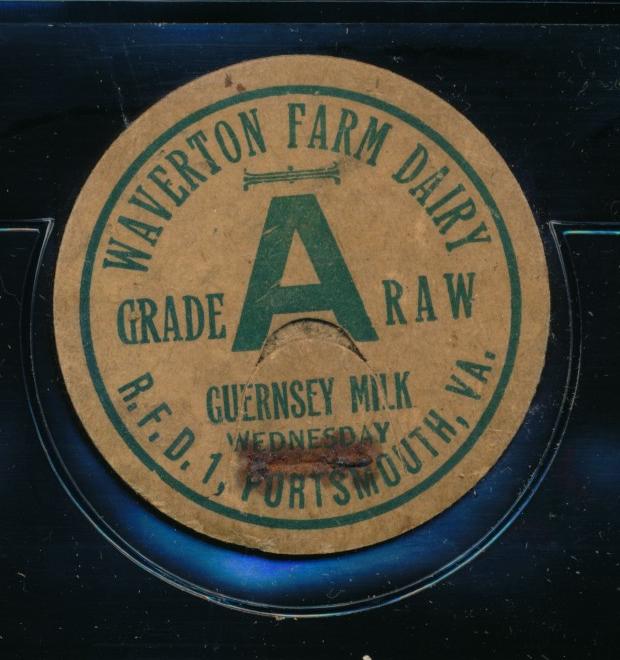 WAVERTON FARM DAIRY
GRADE A RAW
GUERNSEY MILK
WEDNESDAY
R.F.D. 1, PORTSMOUTH, VA.